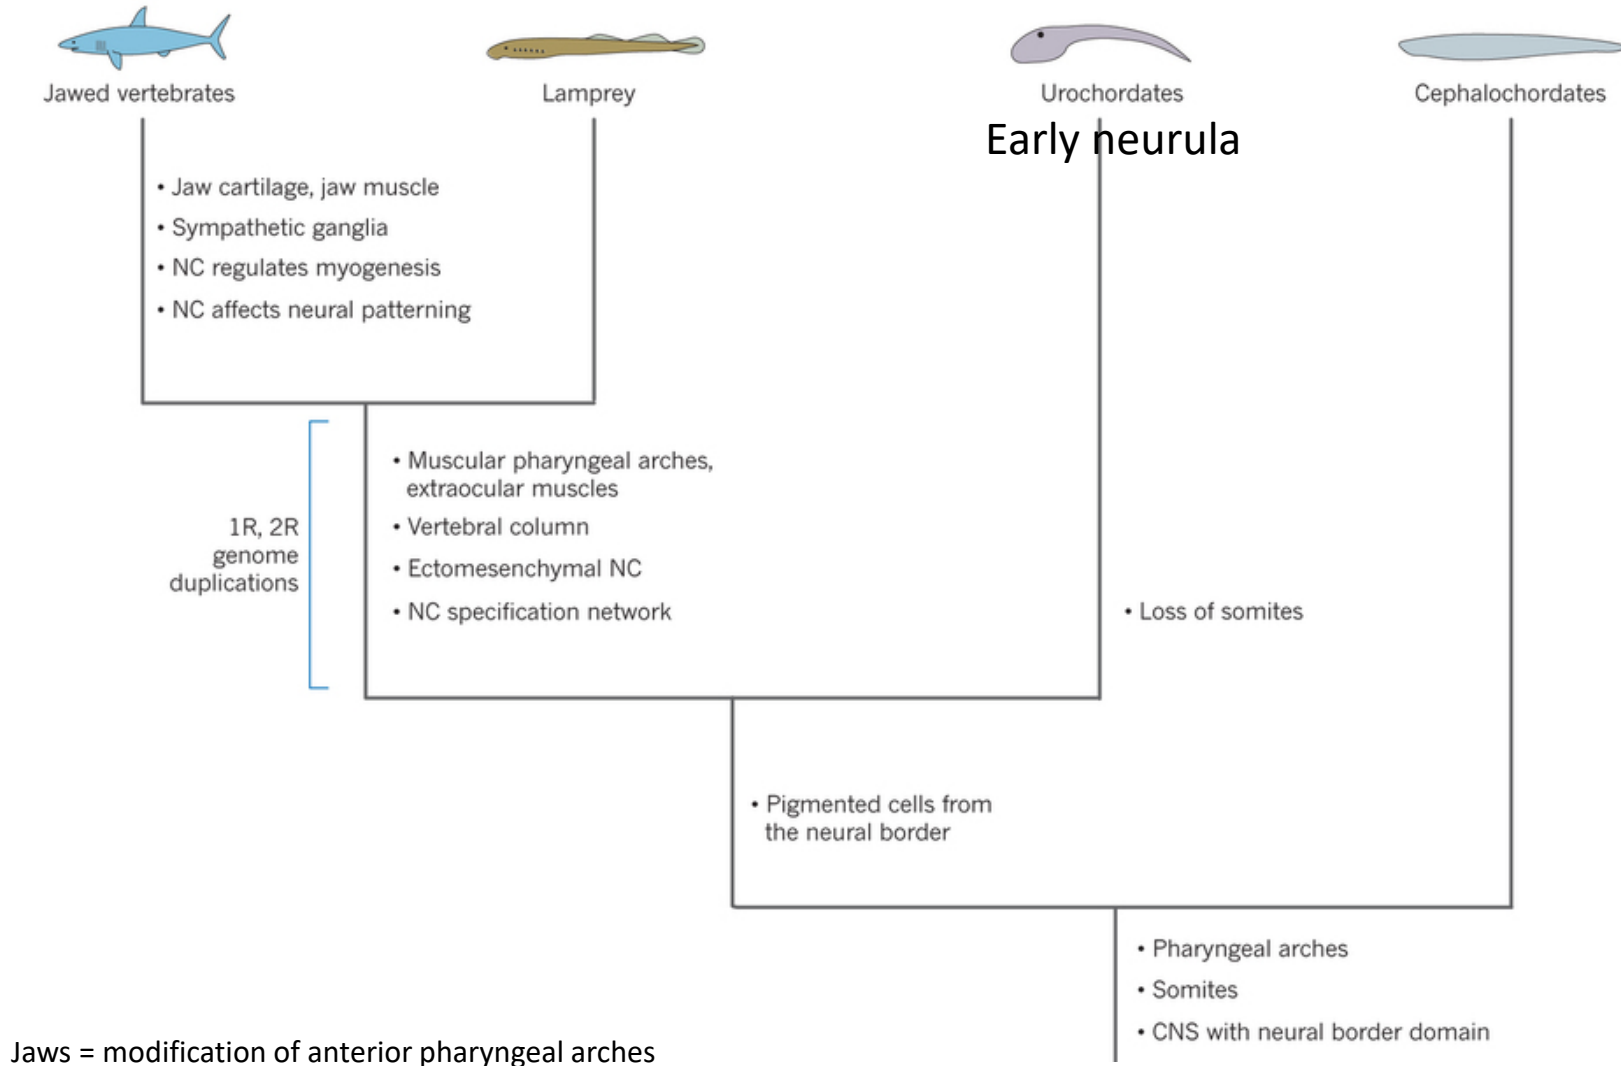 Jawed vertebrates
Lamprey
Urochordates
Cephalochordates
Early neurula
• Jaw cartilage, jaw muscle
• Sympathetic ganglia
• NC regulates myogenesis
• NC affects neural patterning
1R, 2R
genome
duplications
• Muscular pharyngeal arches,
extraocular muscles
• Vertebral column
• Ectomesenchymal NC
• NC specification network
• Loss of somites
• Pigmented cells from
the neural border
• Pharyngeal arches
• Somites
• CNS with neural border domain
Jaws = modification of anterior pharyngeal arches